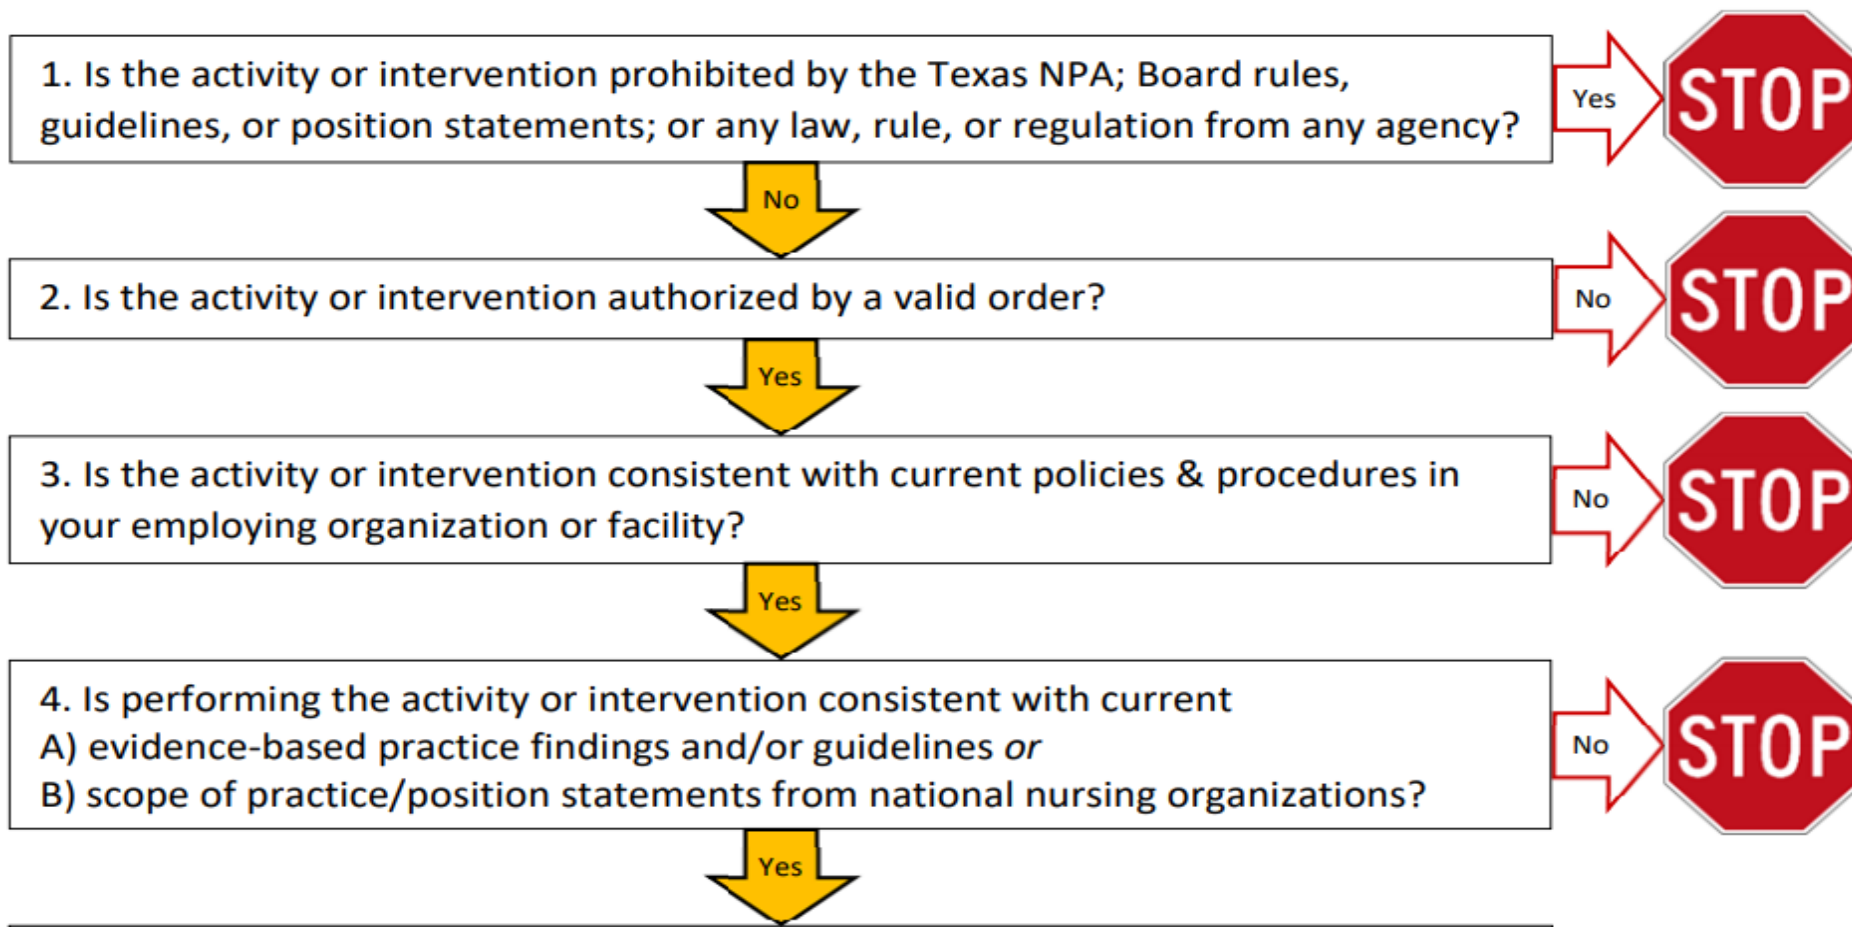 1. Is the activity or intervention prohibited by the Texas NPA; Board rules,
guidelines, or position statements; or any law, rule, or regulation from any agency?
Yes
STOP
No
2. Is the activity or intervention authorized by a valid order?
No
STOP
Yes
3. Is the activity or intervention consistent with current policies & procedures in
your employing organization or facility?
No
STOP
Yes
4. Is performing the activity or intervention consistent with current
A) evidence-based practice findings and/or guidelines or
B) scope of practice/position statements from national nursing organizations?
No
STOP
Yes